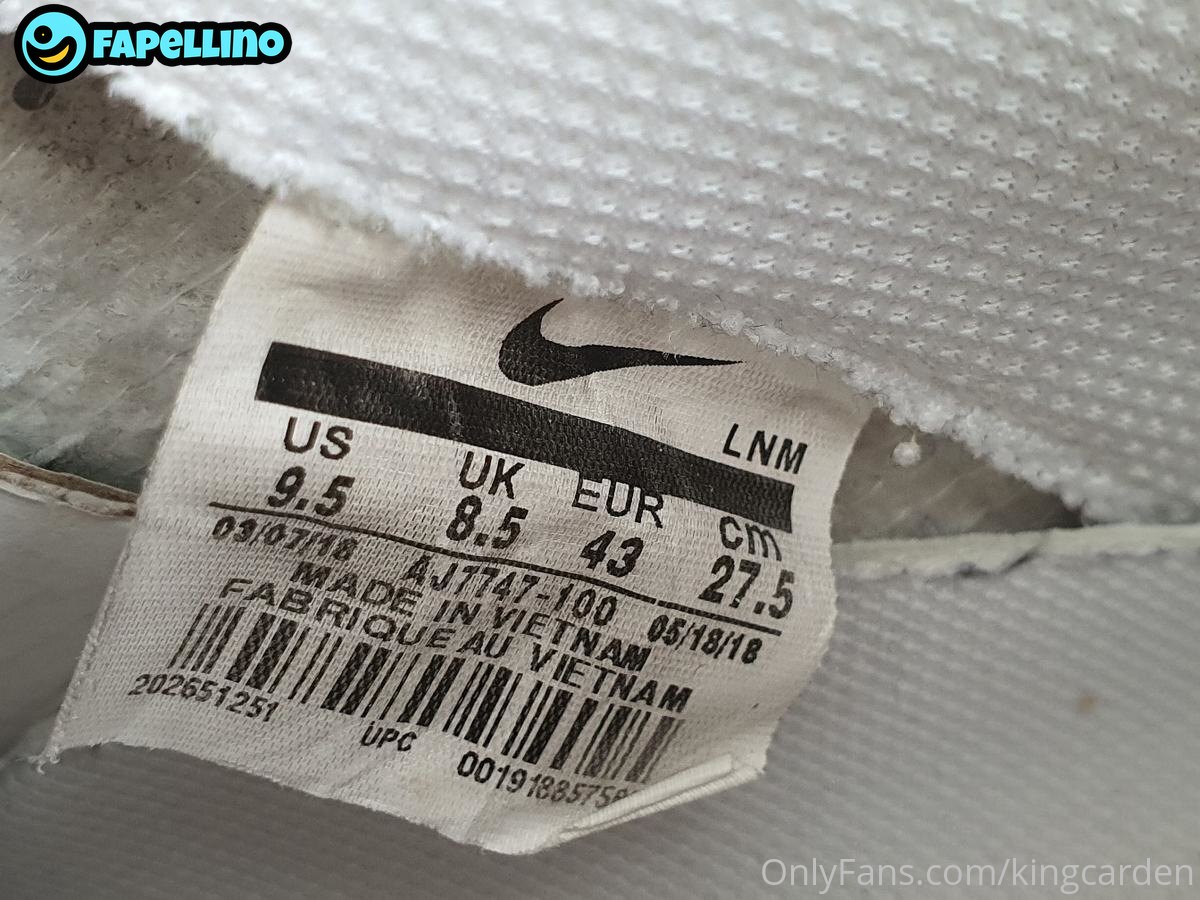 FAPELLINO
LNM
US UK EUR cm
9.5 8.5 43 27.5
03/07/18 AJ7747-100 05/18/18
MADE IN VIETNAM
FABRIQUE AU VIETNAM
202651251
UPC
OnlyFans.com/kingcarden